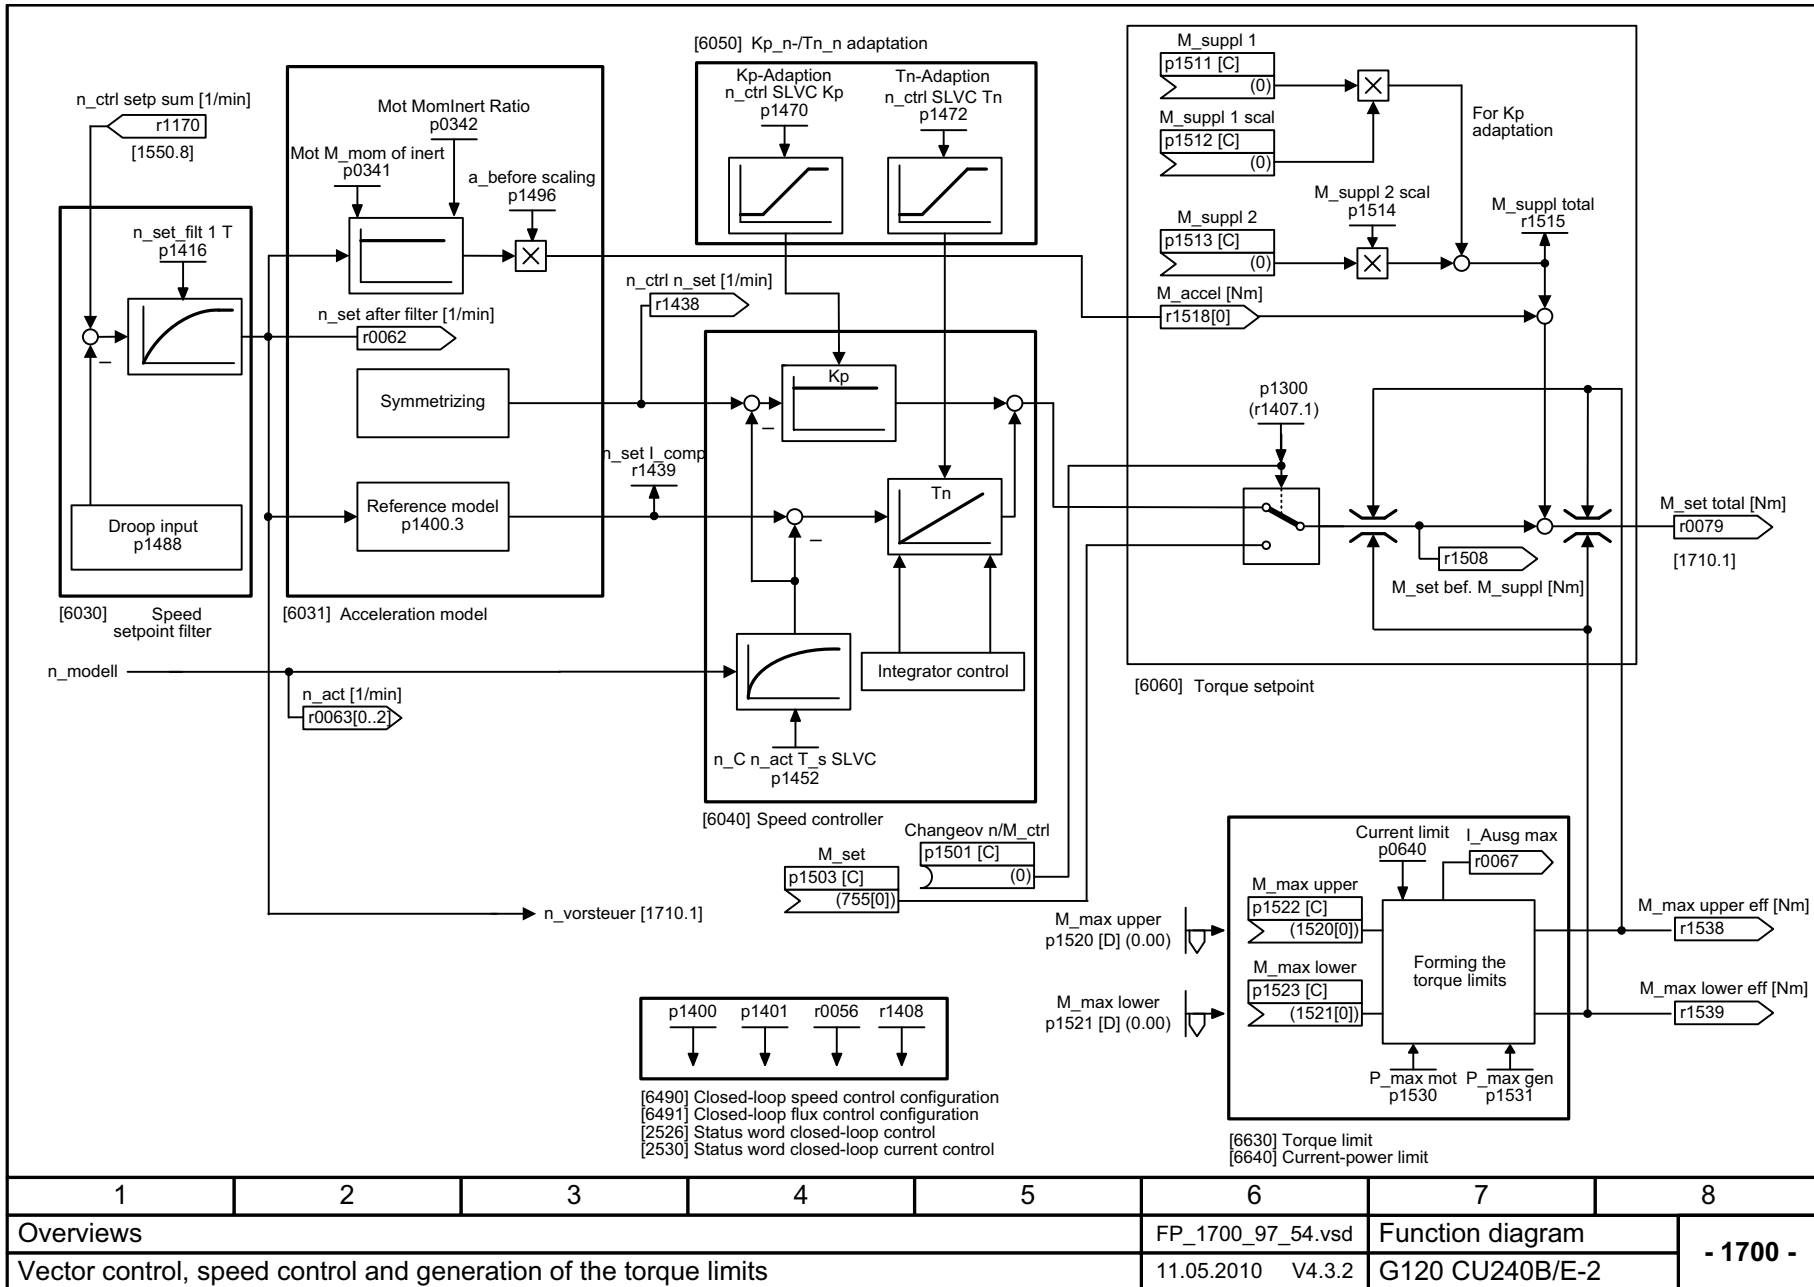 n_ctrl setp sum [1/min]
r1170
[1550.8]
n_set_filt 1 T
p1416
Droop input
p1488
[6030] Speed
setpoint filter
Mot MomInert Ratio
p0342
Mot M_mom of inert
p0341
a_before scaling
p1496
n_set after filter [1/min]
r0062
Symmetrizing
Reference model
p1400.3
[6031] Acceleration model
n_ctrl n_set [1/min]
r1438
n_set I_comp
r1439
n_modell
n_act [1/min]
r0063[0..2]
n_vorsteuer [1710.1]
[6050] Kp_n-/Tn_n adaptation
Kp-Adaption
n_ctrl SLVC Kp
p1470
Tn-Adaption
n_ctrl SLVC Tn
p1472
Kp
–
–
–
Tn
Integrator control
n_C n_act T_s SLVC
p1452
[6040] Speed controller
M_set
p1503 [C]
(755[0])
Changeov n/M_ctrl
p1501 [C]
(0)
M_suppl 1
p1511 [C]
(0)
M_suppl 1 scal
p1512 [C]
(0)
For Kp
adaptation
M_suppl 2 scal
p1514
M_suppl 2
p1513 [C]
(0)
M_suppl total
r1515
M_accel [Nm]
r1518[0]
p1300
(r1407.1)
r1508
M_set bef. M_suppl [Nm]
M_set total [Nm]
r0079
[1710.1]
[6060] Torque setpoint
Current limit
p0640
I_Ausg max
r0067
M_max upper
p1522 [C]
(1520[0])
M_max upper
p1520 [D] (0.00)
M_max lower
p1523 [C]
(1521[0])
M_max lower
p1521 [D] (0.00)
Forming the
torque limits
P_max mot
p1530
P_max gen
p1531
M_max upper eff [Nm]
r1538
M_max lower eff [Nm]
r1539
[6630] Torque limit
[6640] Current-power limit
p1400 p1401 r0056 r1408
[6490] Closed-loop speed control configuration
[6491] Closed-loop flux control configuration
[2526] Status word closed-loop control
[2530] Status word closed-loop current control
1 2 3 4 5 6 7 8
Overviews
FP_1700_97_54.vsd
Function diagram
- 1700 -
Vector control, speed control and generation of the torque limits
11.05.2010 V4.3.2
G120 CU240B/E-2